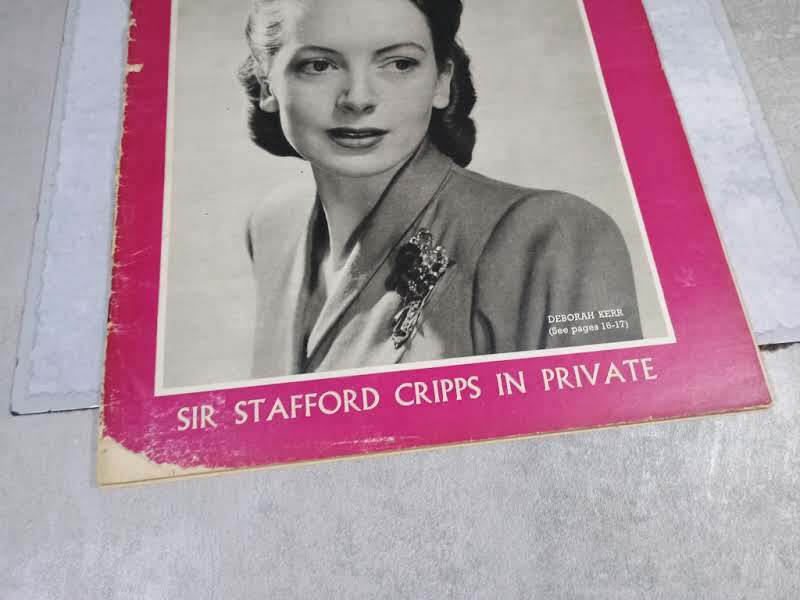 DEBORAH KERR
(See pages 16-17)
SIR STAFFORD CRIPPS IN PRIVATE